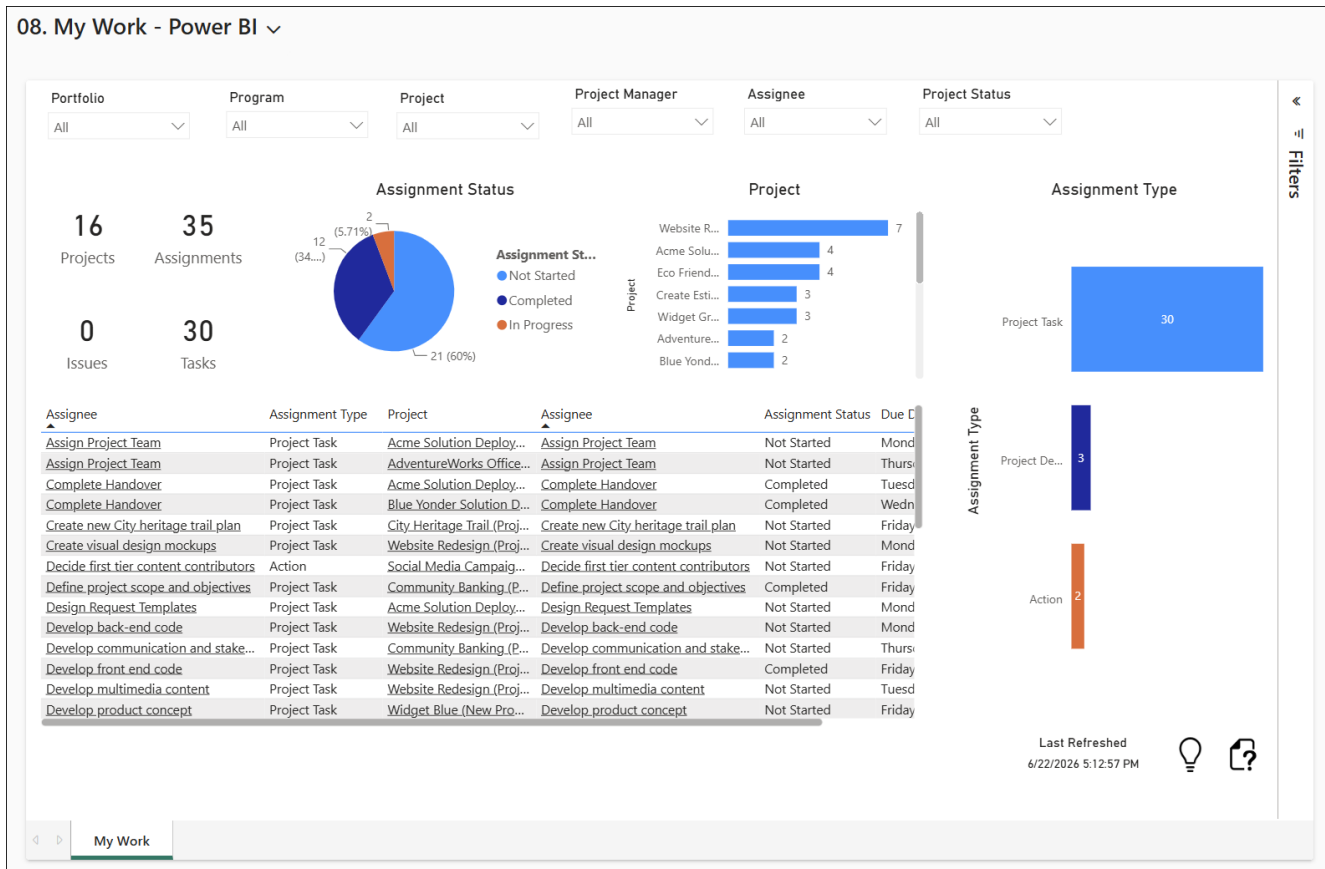 08. My Work - Power BI
Portfolio Program Project Project Manager Assignee Project Status
All All All All All All
Filters
Assignment Status
16
Projects
35
Assignments
0
Issues
30
Tasks
2
(5.71%)
12
(34....)
21 (60%)
Assignment St...
Not Started
Completed
In Progress
Project
Project
Website R... 7
Acme Solu... 4
Eco Friend... 4
Create Esti... 3
Widget Gr... 3
Adventure... 2
Blue Yond... 2
Assignment Type
Assignment Type
Project Task 30
Project De... 3
Action 2
Assignee Assignment Type Project Assignee Assignment Status Due D
Assign Project Team Project Task Acme Solution Deploy... Assign Project Team Not Started Mond
Assign Project Team Project Task AdventureWorks Office... Assign Project Team Not Started Thurs
Complete Handover Project Task Acme Solution Deploy... Complete Handover Completed Tuesd
Complete Handover Project Task Blue Yonder Solution D... Complete Handover Completed Wedn
Create new City heritage trail plan Project Task City Heritage Trail (Proj... Create new City heritage trail plan Not Started Friday
Create visual design mockups Project Task Website Redesign (Proj... Create visual design mockups Not Started Mond
Decide first tier content contributors Action Social Media Campaig... Decide first tier content contributors Not Started Friday
Define project scope and objectives Project Task Community Banking (P... Define project scope and objectives Completed Friday
Design Request Templates Project Task Acme Solution Deploy... Design Request Templates Not Started Mond
Develop back-end code Project Task Website Redesign (Proj... Develop back-end code Not Started Mond
Develop communication and stake... Project Task Community Banking (P... Develop communication and stake... Not Started Thurs
Develop front end code Project Task Website Redesign (Proj... Develop front end code Completed Friday
Develop multimedia content Project Task Website Redesign (Proj... Develop multimedia content Not Started Tuesd
Develop product concept Project Task Widget Blue (New Pro... Develop product concept Not Started Friday
Last Refreshed
6/22/2026 5:12:57 PM
My Work